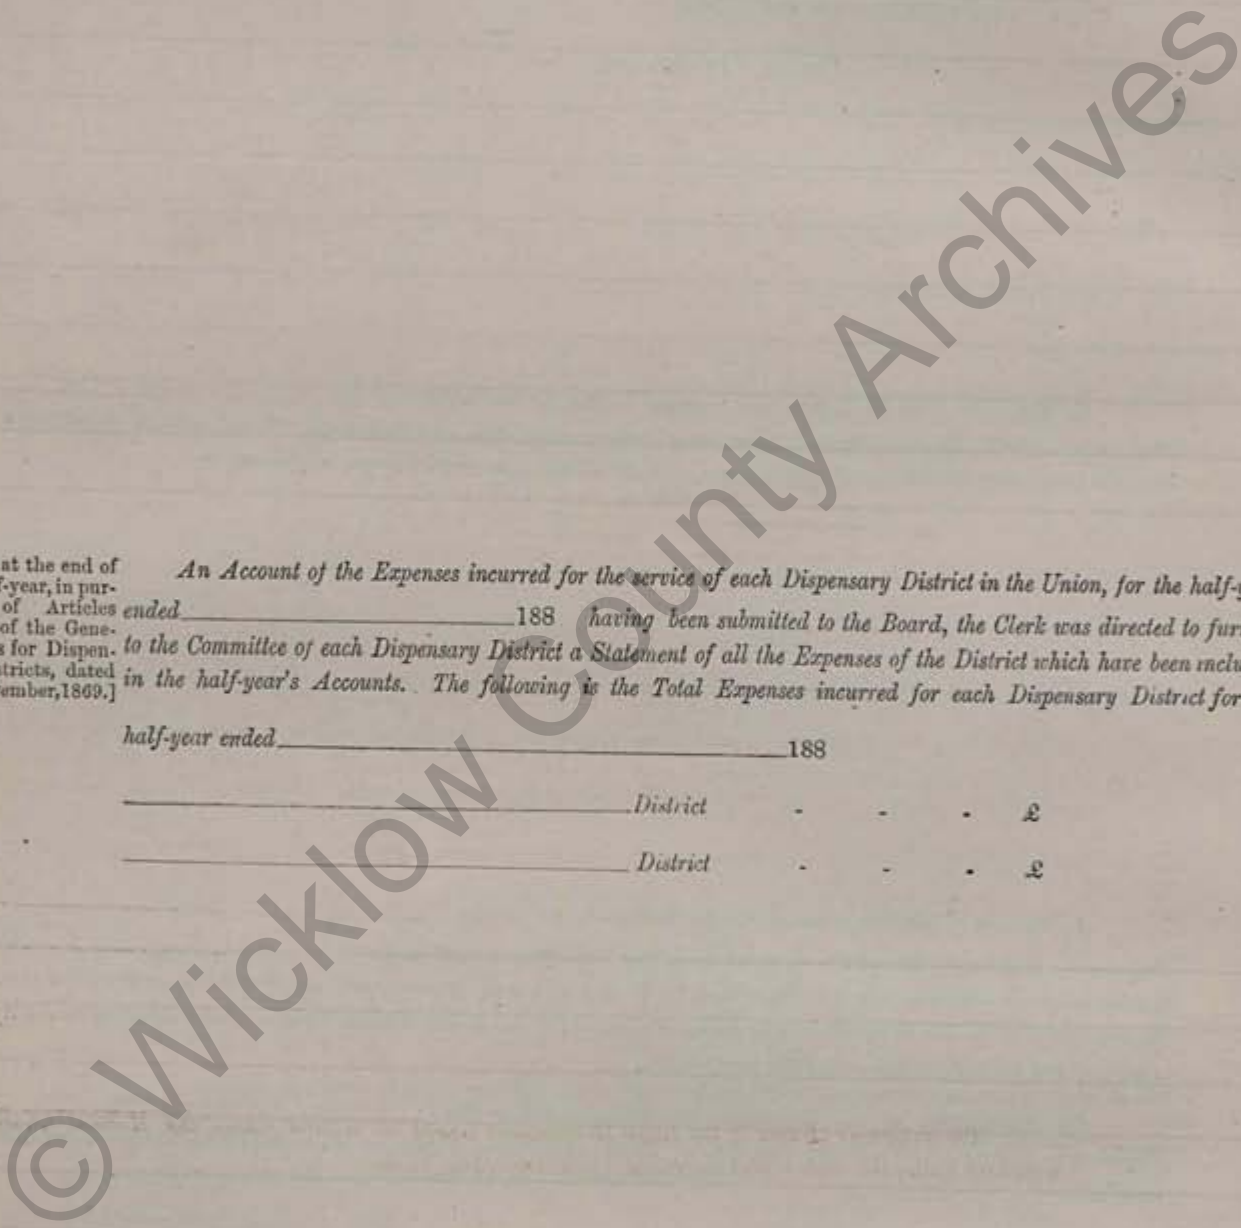 at the end of
f-year, in pur-
of Articles
of the Gene-
s for Dispen-
tricts, dated
ember, 1869.]
An Account of the Expenses incurred for the service of each Dispensary District in the Union, for the half-y
ended 188 having been submitted to the Board, the Clerk was directed to fur
to the Committee of each Dispensary District a Statement of all the Expenses of the District which have been inclu
in the half-year's Accounts. The following is the Total Expenses incurred for each Dispensary District for
half-year ended 188
District - - - £
District - - - £
© Wicklow County Archives